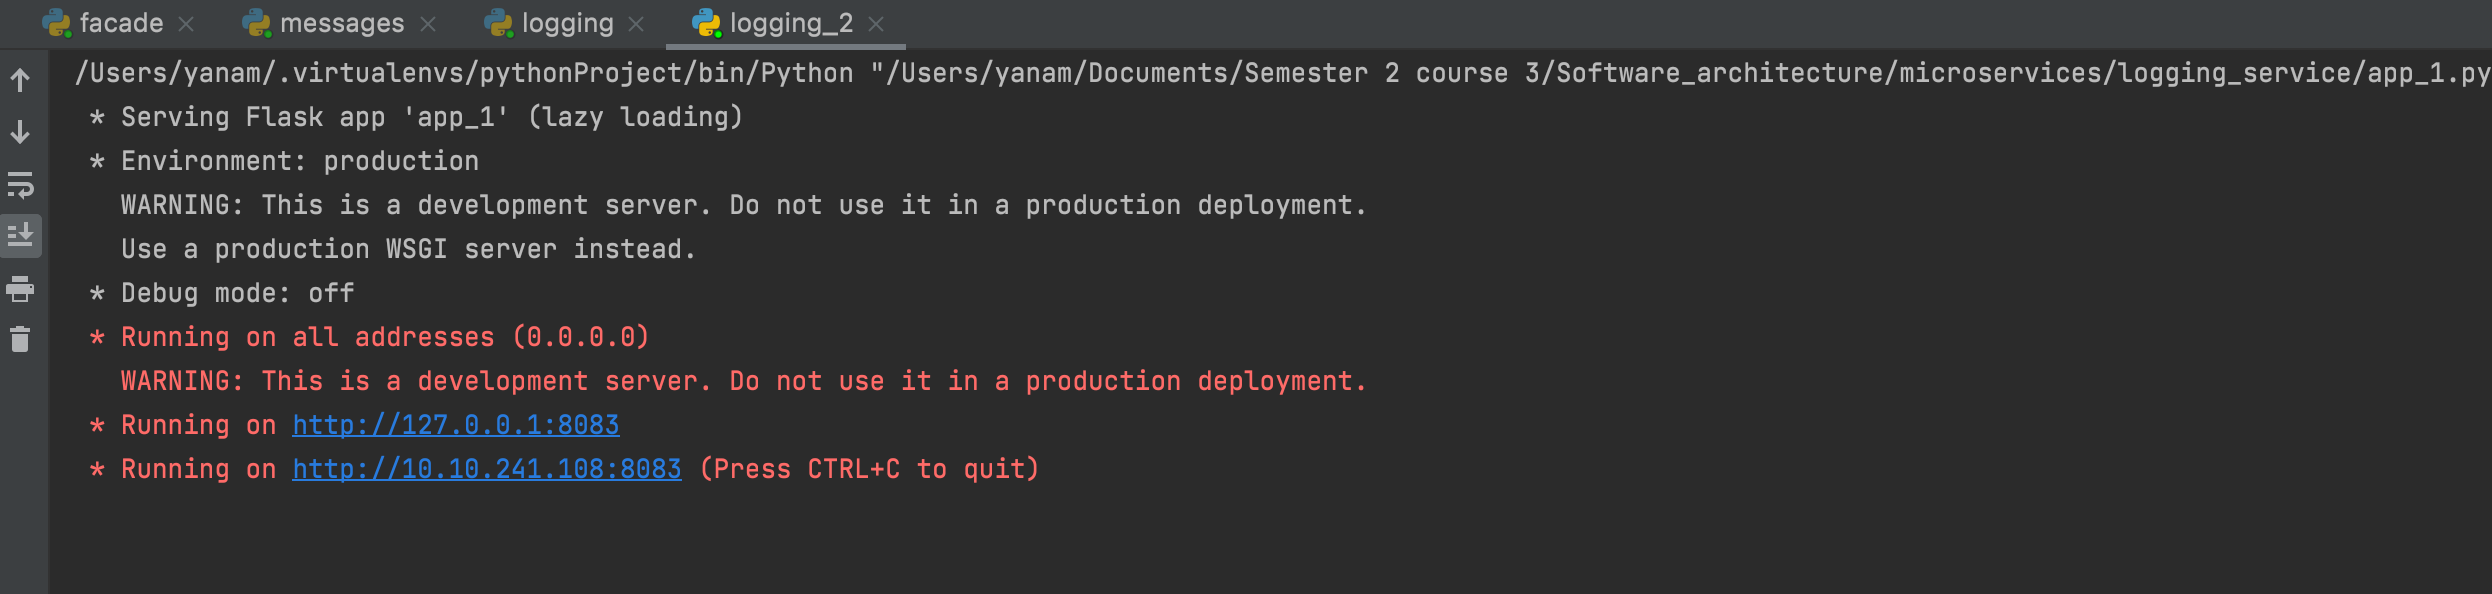 facade messages logging logging_2
/Users/yanam/.virtualenvs/pythonProject/bin/Python "/Users/yanam/Documents/Semester 2 course 3/Software_architecture/microservices/logging_service/app_1.py
* Serving Flask app 'app_1' (lazy loading)
* Environment: production
WARNING: This is a development server. Do not use it in a production deployment.
Use a production WSGI server instead.
* Debug mode: off
* Running on all addresses (0.0.0.0)
WARNING: This is a development server. Do not use it in a production deployment.
* Running on http://127.0.0.1:8083
* Running on http://10.10.241.108:8083 (Press CTRL+C to quit)